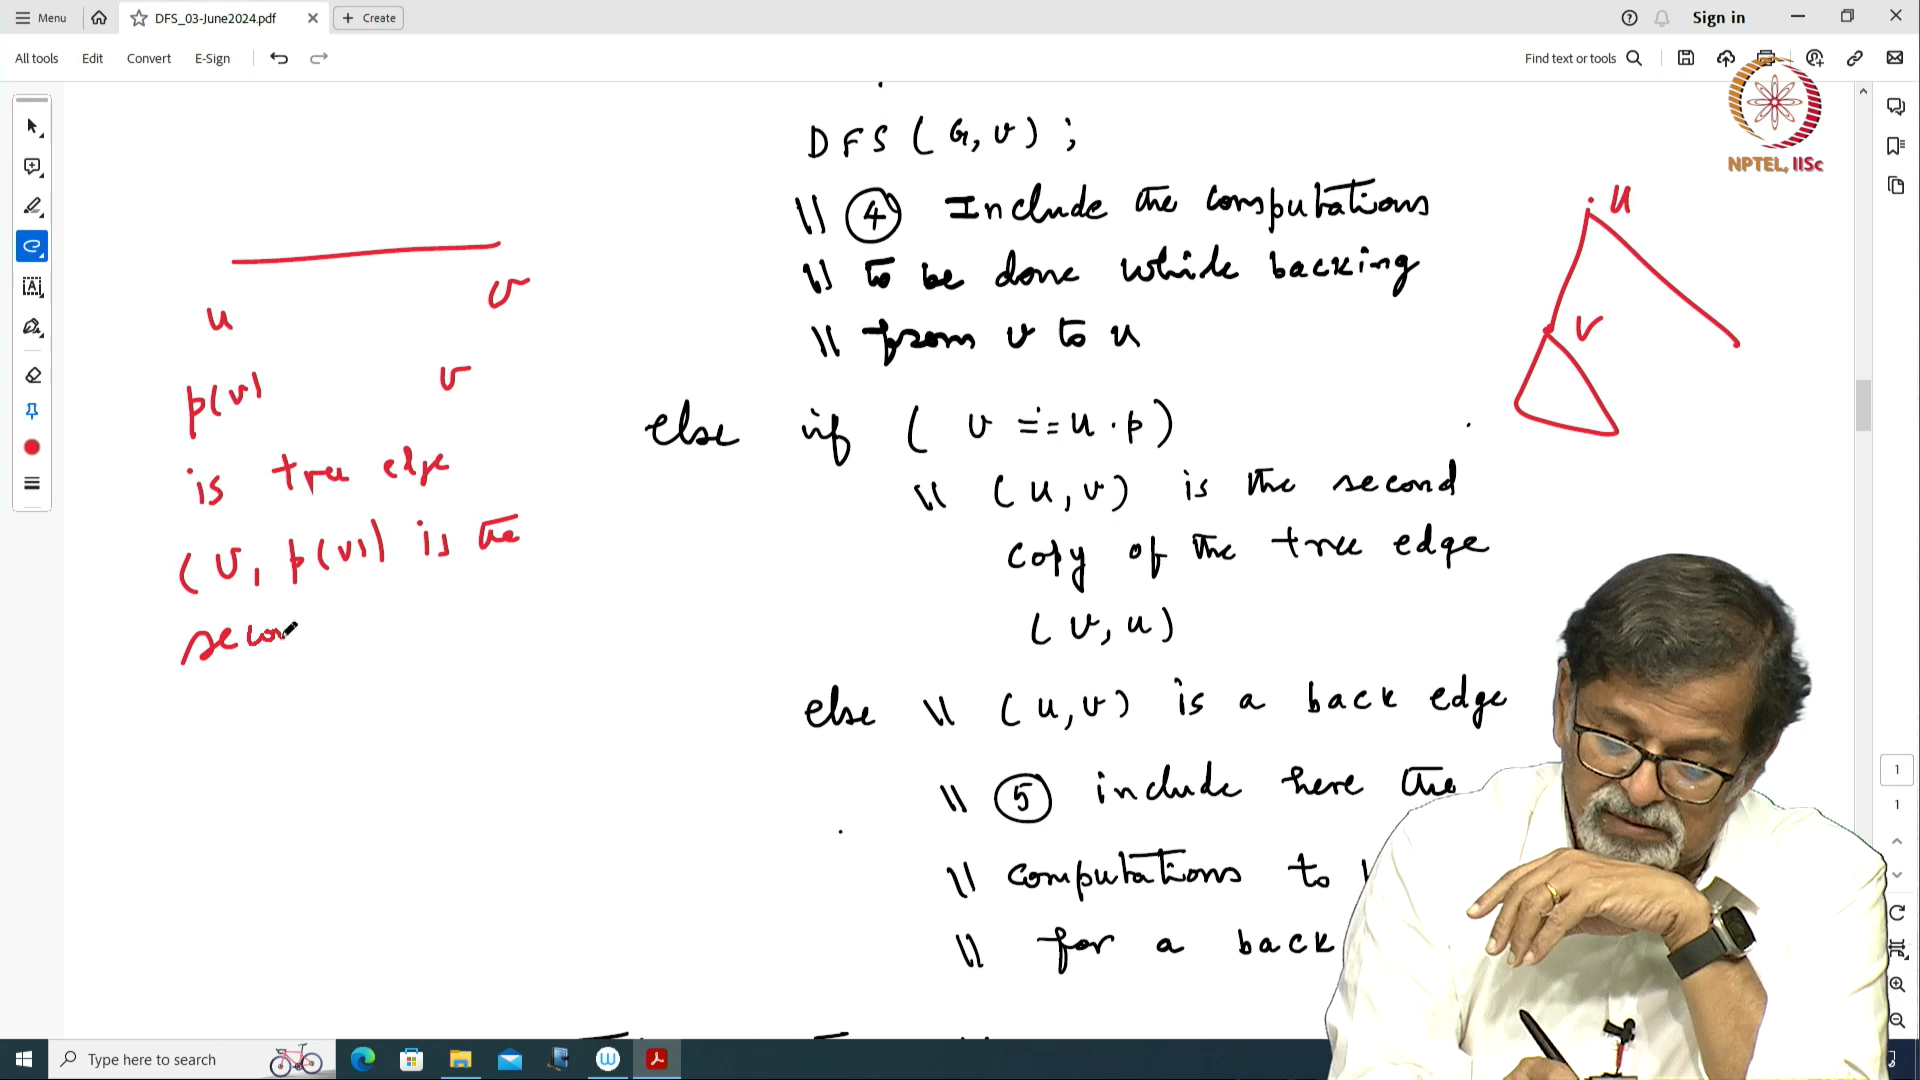 Menu
DFS_03-June2024.pdf
Create
Sign in
All tools
Edit
Convert
E-Sign
Find text or tools
NPTEL, IISc
DFS (G, v) ;
\\ 4 Include the computations
\\ to be done while backing
\\ from v to u
else if ( v == u.p)
\\ (u, v) is the second
copy of the tree edge
(v, u)
else \\ (u, v) is a back edge
\\ 5 include here the
\\ computations to
\\ for a back
u v
p(v) v
is tree edge
(v, p(v)) is the
secon
u
v
1
1
Type here to search